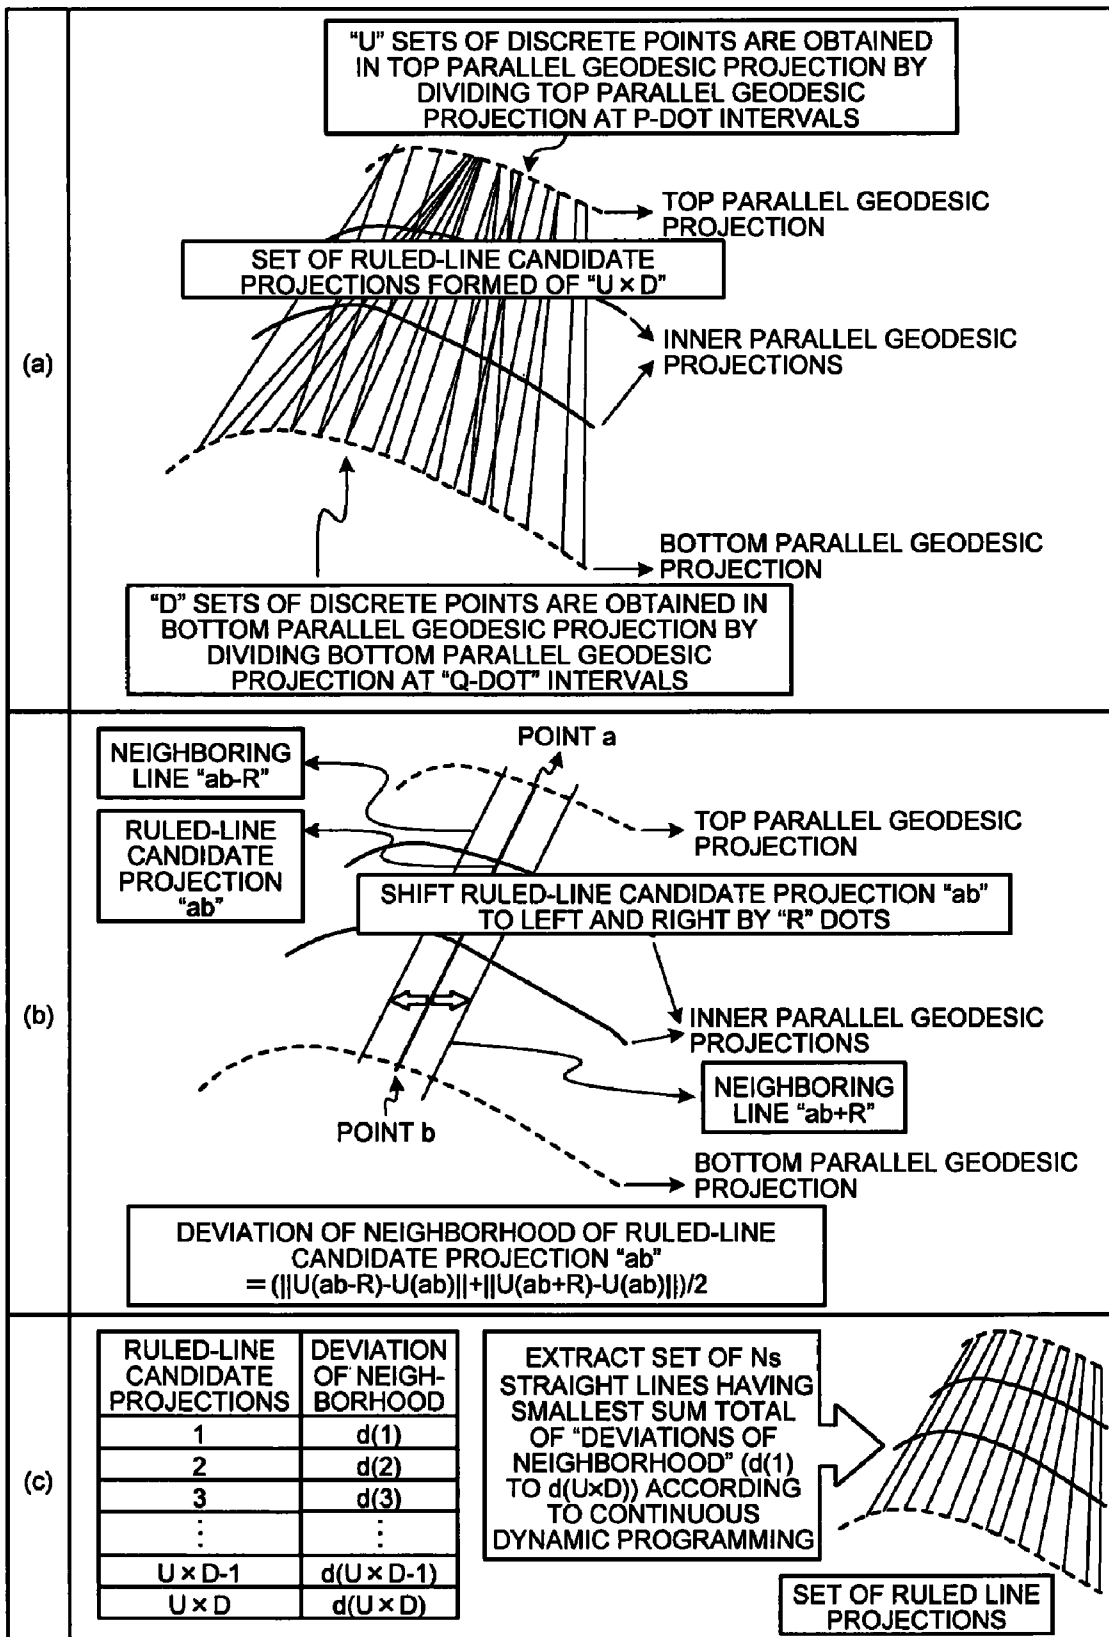 (a)
"U" SETS OF DISCRETE POINTS ARE OBTAINED
IN TOP PARALLEL GEODESIC PROJECTION BY
DIVIDING TOP PARALLEL GEODESIC
PROJECTION AT P-DOT INTERVALS
TOP PARALLEL GEODESIC
PROJECTION
SET OF RULED-LINE CANDIDATE
PROJECTIONS FORMED OF "U × D"
INNER PARALLEL GEODESIC
PROJECTIONS
BOTTOM PARALLEL GEODESIC
PROJECTION
"D" SETS OF DISCRETE POINTS ARE OBTAINED IN
BOTTOM PARALLEL GEODESIC PROJECTION BY
DIVIDING BOTTOM PARALLEL GEODESIC
PROJECTION AT "Q-DOT" INTERVALS
(b)
POINT a
NEIGHBORING
LINE "ab-R"
RULED-LINE
CANDIDATE
PROJECTION
"ab"
TOP PARALLEL GEODESIC
PROJECTION
SHIFT RULED-LINE CANDIDATE PROJECTION "ab"
TO LEFT AND RIGHT BY "R" DOTS
INNER PARALLEL GEODESIC
PROJECTIONS
NEIGHBORING
LINE "ab+R"
POINT b
BOTTOM PARALLEL GEODESIC
PROJECTION
DEVIATION OF NEIGHBORHOOD OF RULED-LINE
CANDIDATE PROJECTION "ab"
=(||U(ab-R)-U(ab)||+||U(ab+R)-U(ab)||)/2
(c)
RULED-LINE
CANDIDATE
PROJECTIONS
DEVIATION
OF NEIGH-
BORHOOD
1 d(1)
2 d(2)
3 d(3)
⋮ ⋮
U × D-1 d(U × D-1)
U × D d(U × D)
EXTRACT SET OF Ns
STRAIGHT LINES HAVING
SMALLEST SUM TOTAL
OF "DEVIATIONS OF
NEIGHBORHOOD" (d(1)
TO d(U×D)) ACCORDING
TO CONTINUOUS
DYNAMIC PROGRAMMING
SET OF RULED LINE
PROJECTIONS